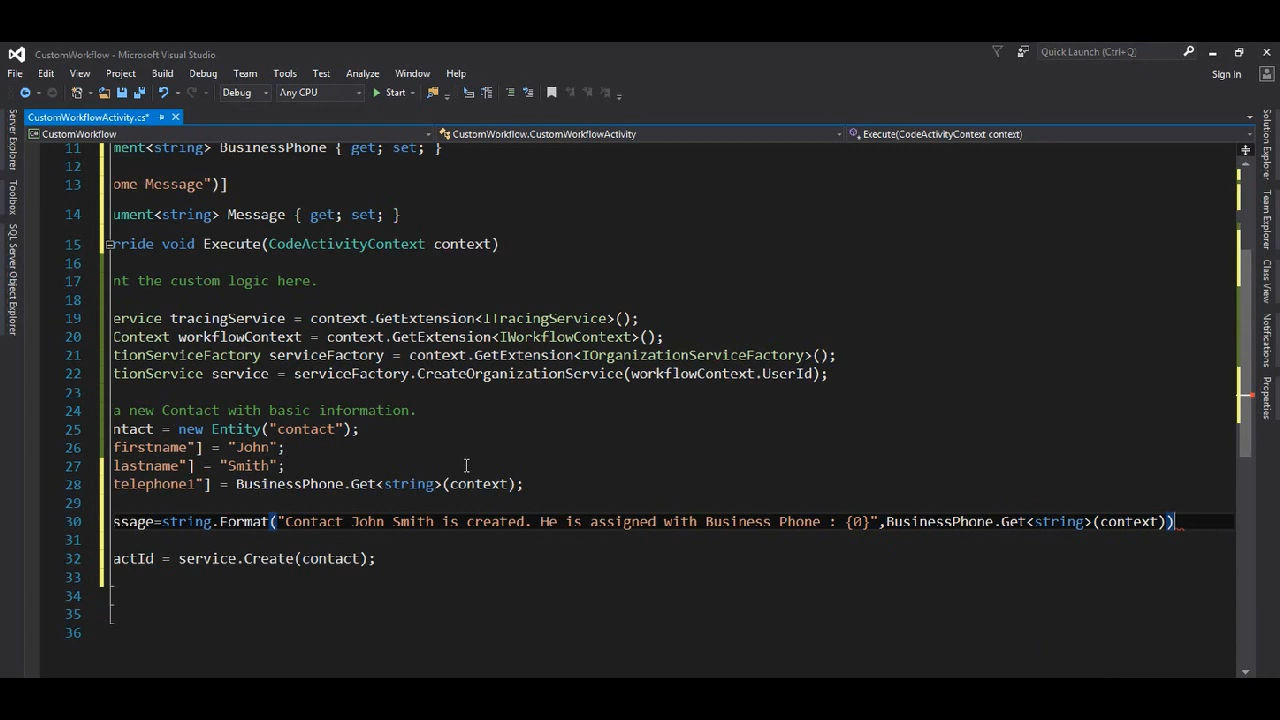 CustomWorkflow - Microsoft Visual Studio
Quick Launch (Ctrl+Q)
File Edit View Project Build Debug Team Tools Test Analyze Window Help
Sign in
Debug Any CPU Start
CustomWorkflowActivity.cs*
CustomWorkflow CustomWorkflow.CustomWorkflowActivity Execute(CodeActivityContext context)
Server Explorer
Toolbox
SQL Server Object Explorer
11 ment<string> BusinessPhone { get; set; }
12
13 ome Message")]
14 ument<string> Message { get; set; }
15 rride void Execute(CodeActivityContext context)
16
17 nt the custom logic here.
18
19 ervice tracingService = context.GetExtension<ITracingService>();
20 Context workflowContext = context.GetExtension<IWorkflowContext>();
21 tionServiceFactory serviceFactory = context.GetExtension<IOrganizationServiceFactory>();
22 tionService service = serviceFactory.CreateOrganizationService(workflowContext.UserId);
23
24 a new Contact with basic information.
25 ntact = new Entity("contact");
26 firstname"] = "John";
27 lastname"] = "Smith";
28 telephone1"] = BusinessPhone.Get<string>(context);
29
30 ssage=string.Format("Contact John Smith is created. He is assigned with Business Phone : {0}",BusinessPhone.Get<string>(context))
31
32 actId = service.Create(contact);
33
34
35
36
Solution Explorer
Team Explorer
Class View
Notifications
Properties